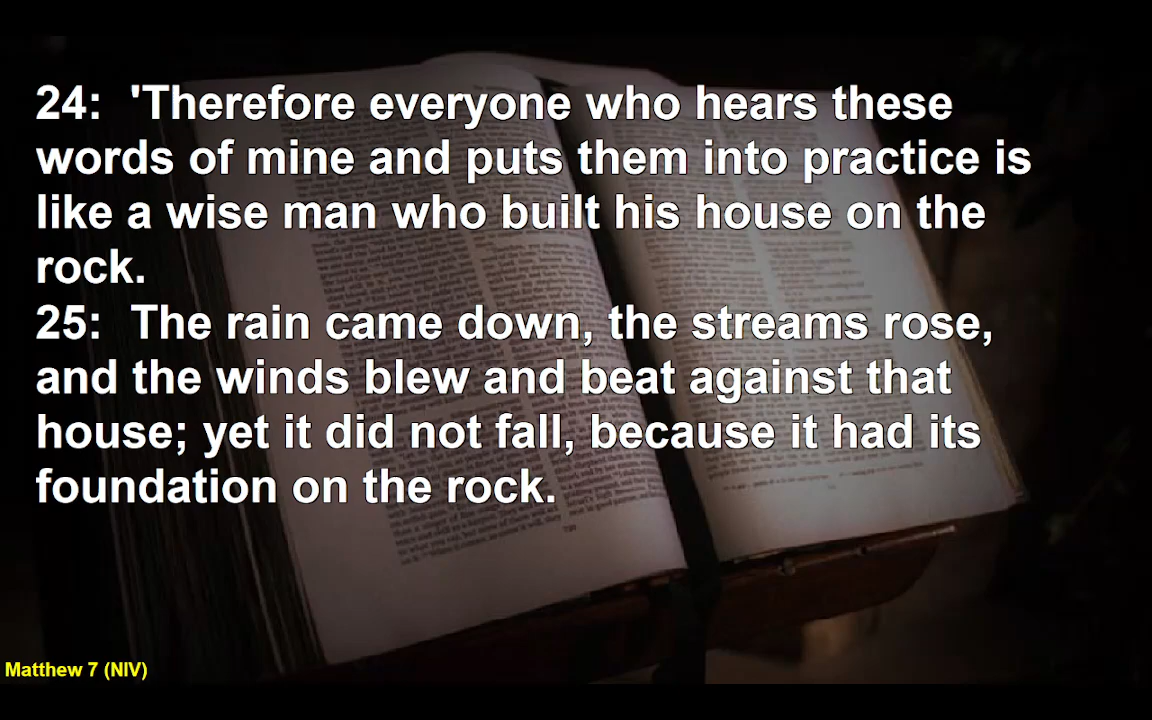 24: 'Therefore everyone who hears these
words of mine and puts them into practice is
like a wise man who built his house on the
rock.
25: The rain came down, the streams rose,
and the winds blew and beat against that
house; yet it did not fall, because it had its
foundation on the rock.
Matthew 7 (NIV)